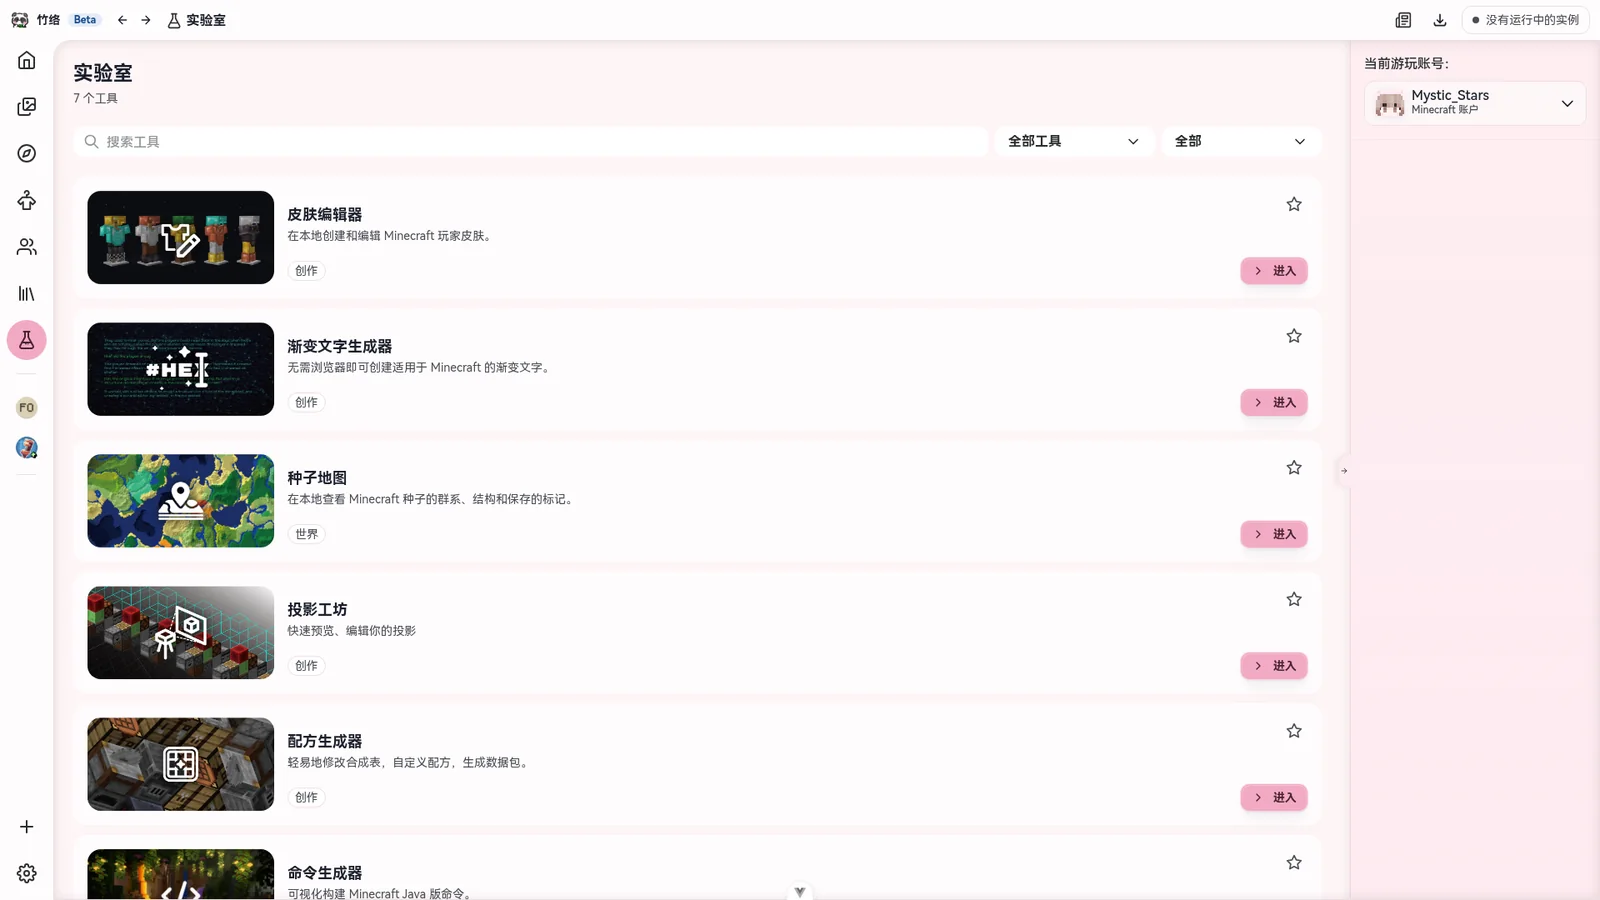 竹络 Beta 实验室
没有运行中的实例
实验室
7 个工具
搜索工具
全部工具
全部
皮肤编辑器
在本地创建和编辑 Minecraft 玩家皮肤。
创作
进入
#HEX
渐变文字生成器
无需浏览器即可创建适用于 Minecraft 的渐变文字。
创作
进入
种子地图
在本地查看 Minecraft 种子的群系、结构和保存的标记。
世界
进入
投影工坊
快速预览、编辑你的投影
创作
进入
配方生成器
轻易地修改合成表，自定义配方，生成数据包。
创作
进入
命令生成器
可视化构建 Minecraft Java 版命令。
当前游玩账号：
Mystic_Stars
Minecraft 账户
FO